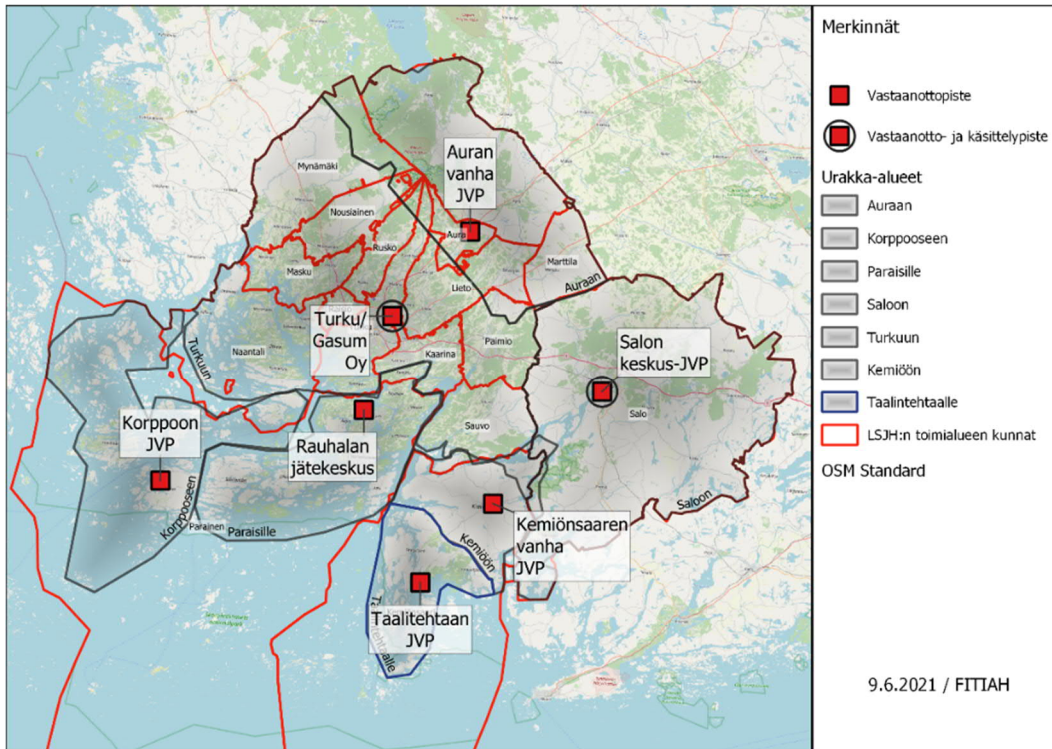 Merkinnät
Vastaanottopiste
Vastaanotto- ja käsittelypiste
Urakka-alueet
Auraan
Korppooseen
Paraisille
Saloon
Turkuun
Kemiöön
Taalintehtaalle
LSJH:n toimialueen kunnat
OSM Standard
9.6.2021 / FITIAH
Mynämäki
Auran
vanha
JVP
Nousiainen
Rusko
Aura
Masku
Marttila
Lieto
Auraan
Turku/
Gasum
Oy
Salon
keskus-JVP
Naantali
Turkuun
Kaarina
Paimio
Salo
Sauvo
Korppoon
JVP
Rauhalan
jätekeskus
Saloon
Korppooseen
Parainen
Paraisille
Kemiönsaaren
vanha
JVP
Kemiöön
Taalitehtaan
JVP